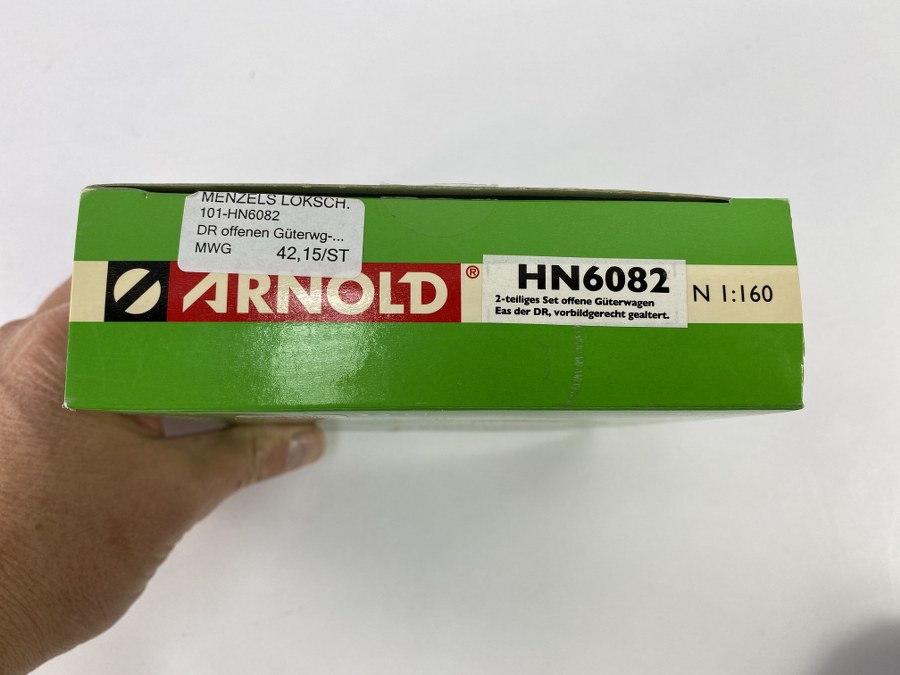 MENZELS LOKSCH.
101-HN6082
DR offenen Güterwg-...
MWG 42,15/ST
ARNOLD®
HN6082
2-teiliges Set offene Güterwagen
Eas der DR, vorbildgerecht gealtert.
N 1:160